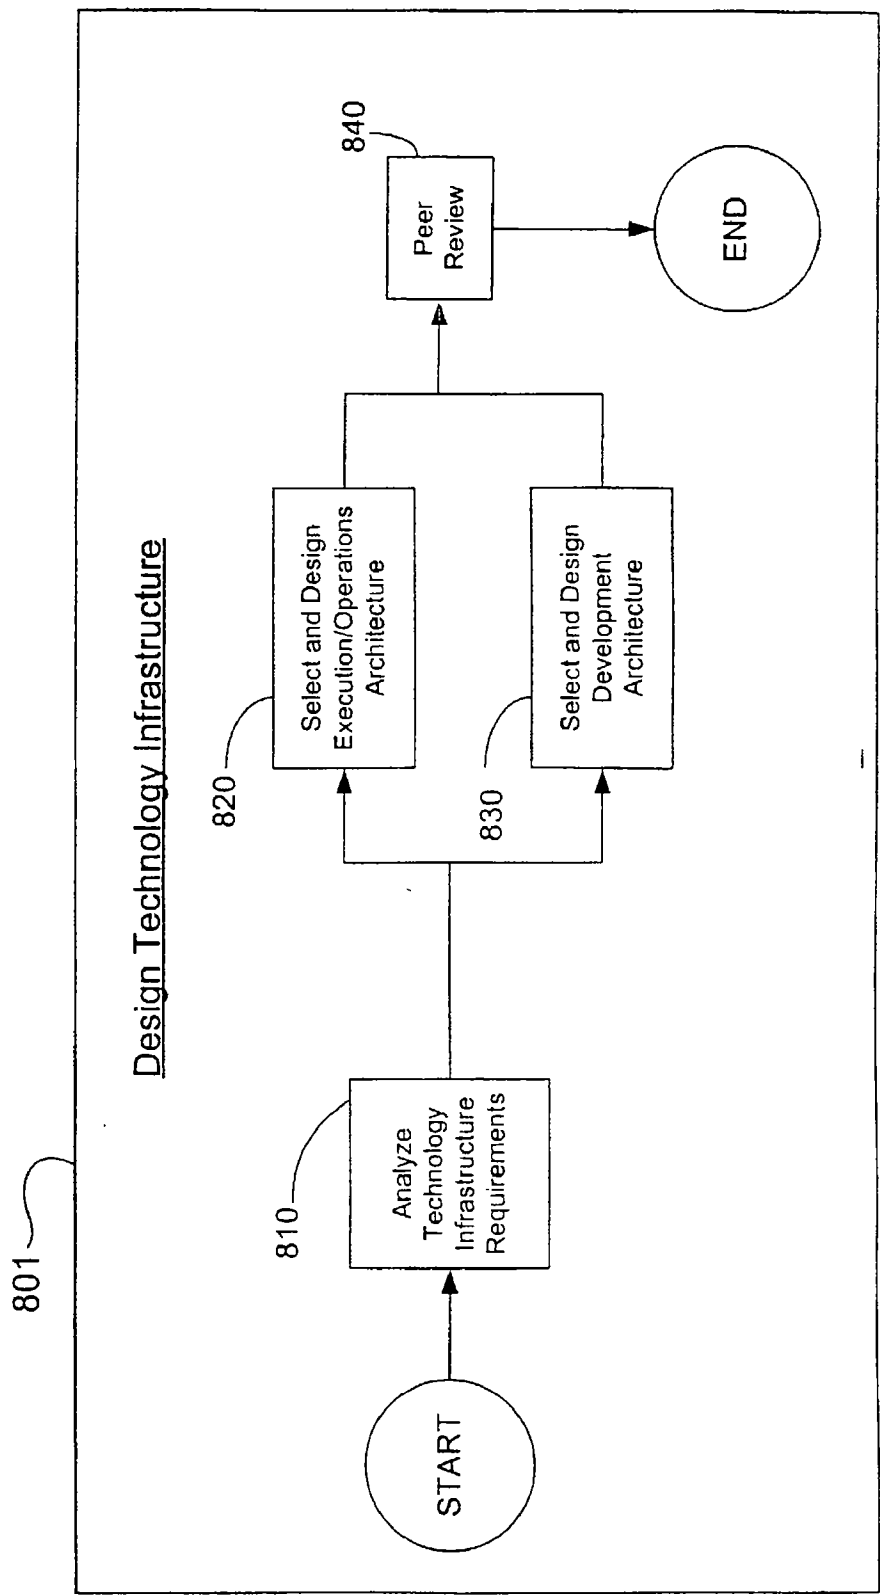 801
Design Technology Infrastructure
START
810
Analyze
Technology
Infrastructure
Requirements
820
Select and Design
Execution/Operations
Architecture
830
Select and Design
Development
Architecture
840
Peer
Review
END